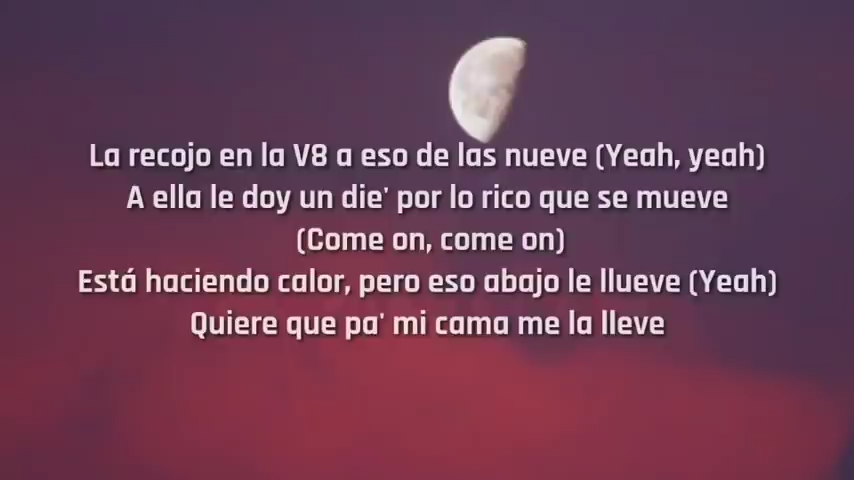 La recojo en la V8 a eso de las nueve (Yeah, yeah)
A ella le doy un die' por lo rico que se mueve
(Come on, come on)
Está haciendo calor, pero eso abajo le llueve (Yeah)
Quiere que pa' mi cama me la lleve